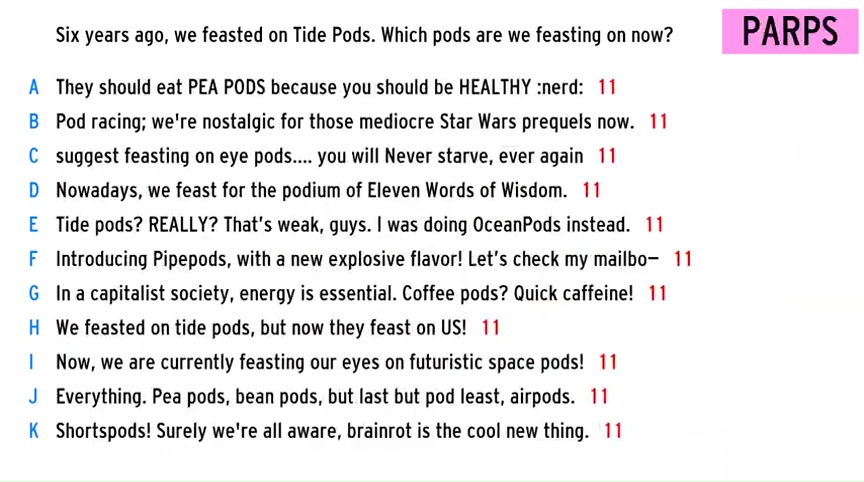 Six years ago, we feasted on Tide Pods. Which pods are we feasting on now?
PARPS
A They should eat PEA PODS because you should be HEALTHY :nerd: 11
B Pod racing; we're nostalgic for those mediocre Star Wars prequels now. 11
C suggest feasting on eye pods.... you will Never starve, ever again 11
D Nowadays, we feast for the podium of Eleven Words of Wisdom. 11
E Tide pods? REALLY? That's weak, guys. I was doing OceanPods instead. 11
F Introducing Pipepods, with a new explosive flavor! Let's check my mailbo— 11
G In a capitalist society, energy is essential. Coffee pods? Quick caffeine! 11
H We feasted on tide pods, but now they feast on US! 11
I Now, we are currently feasting our eyes on futuristic space pods! 11
J Everything. Pea pods, bean pods, but last but pod least, airpods. 11
K Shortspods! Surely we're all aware, brainrot is the cool new thing. 11